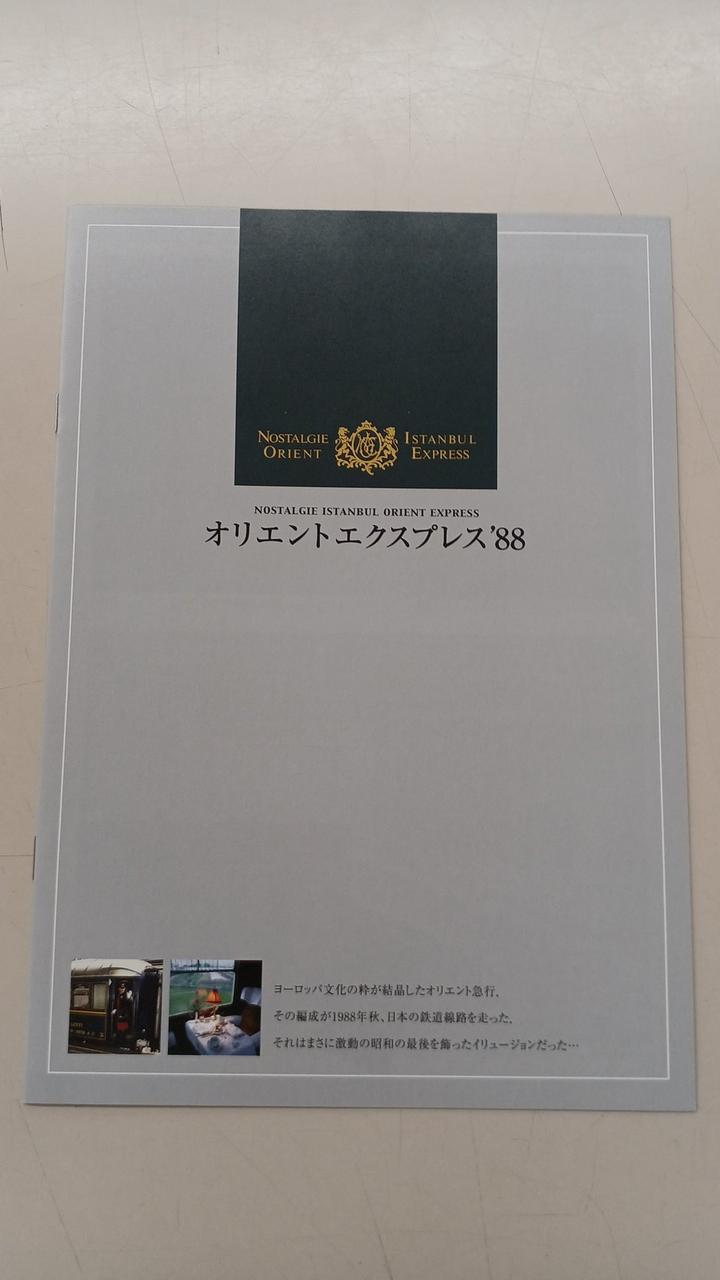 NOSTALGIE ISTANBUL
ORIENT EXPRESS
NOSTALGIE ISTANBUL ORIENT EXPRESS
オリエントエクスプレス'88
ヨーロッパ文化の粋が結晶したオリエント急行、
その編成が1988年秋、日本の鉄道線路を走った、
それはまさに激動の昭和の最後を飾ったイリュージョンだった…